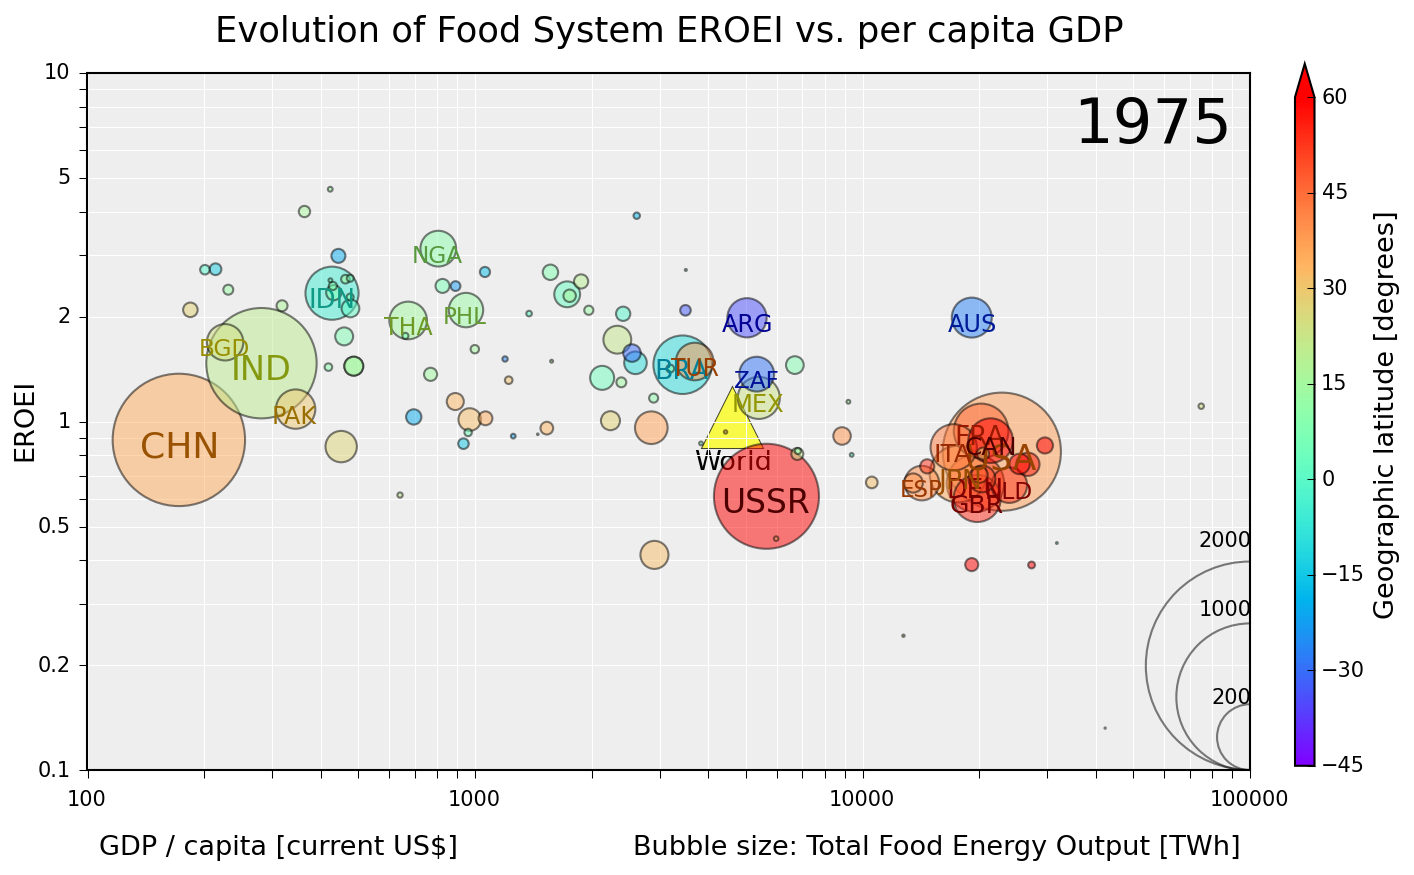 Evolution of Food System EROEI vs. per capita GDP
1975
10
5
2
1
0.5
0.2
0.1
EROEI
NGA
IDN
THA
PHL
BGD
IND
PAK
CHN
ARG
AUS
BRA
TUR
ZAF
MEX
World
USSR
FRA
CAN
ITA
USA
JPN
ESP
DEU
NLD
GBR
2000
1000
200
100
1000
10000
100000
GDP / capita [current US$]
Bubble size: Total Food Energy Output [TWh]
60
45
30
15
0
−15
−30
−45
Geographic latitude [degrees]